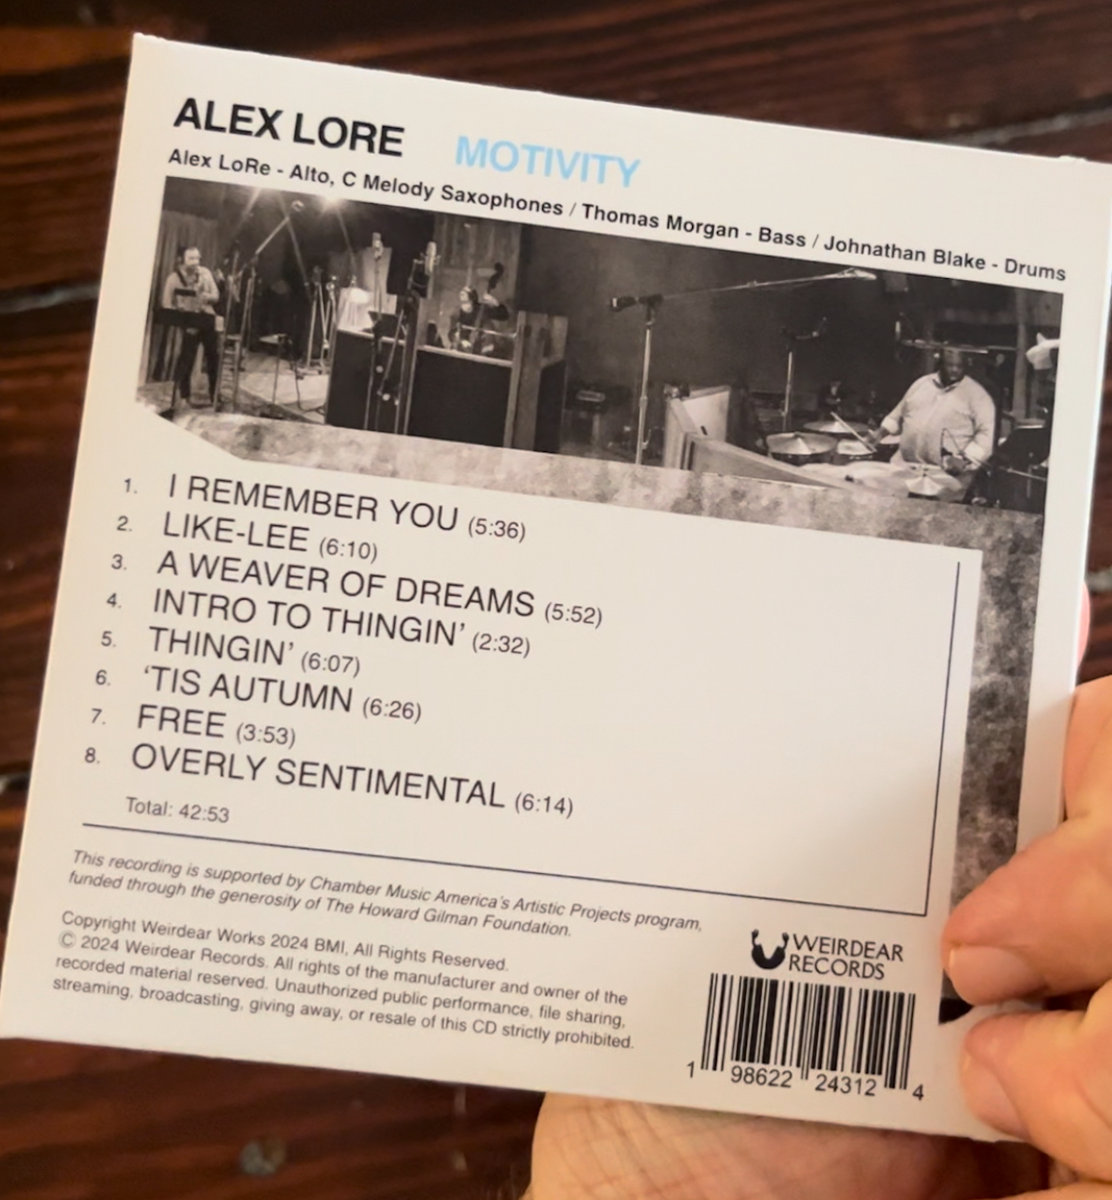 ALEX LORE MOTIVITY
Alex LoRe - Alto, C Melody Saxophones / Thomas Morgan - Bass / Johnathan Blake - Drums
1. I REMEMBER YOU (5:36)
2. LIKE-LEE (6:10)
3. A WEAVER OF DREAMS (5:52)
4. INTRO TO THINGIN’ (2:32)
5. THINGIN’ (6:07)
6. ‘TIS AUTUMN (6:26)
7. FREE (3:53)
8. OVERLY SENTIMENTAL (6:14)
Total: 42:53
This recording is supported by Chamber Music America’s Artistic Projects program,
funded through the generosity of The Howard Gilman Foundation.
Copyright Weirdear Works 2024 BMI, All Rights Reserved.
© 2024 Weirdear Records. All rights of the manufacturer and owner of the
recorded material reserved. Unauthorized public performance, file sharing,
streaming, broadcasting, giving away, or resale of this CD strictly prohibited.
WEIRDEAR
RECORDS
1 98622 24312 4